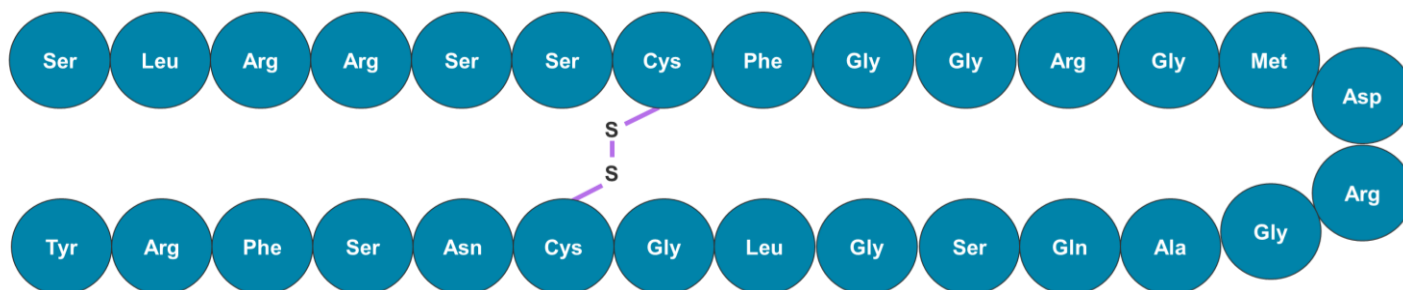 Ser Leu Arg Arg Ser Ser Cys Phe Gly Gly Arg Gly Met
Asp
S
S
Arg
Tyr Arg Phe Ser Asn Cys Gly Leu Gly Ser Gln Ala Gly